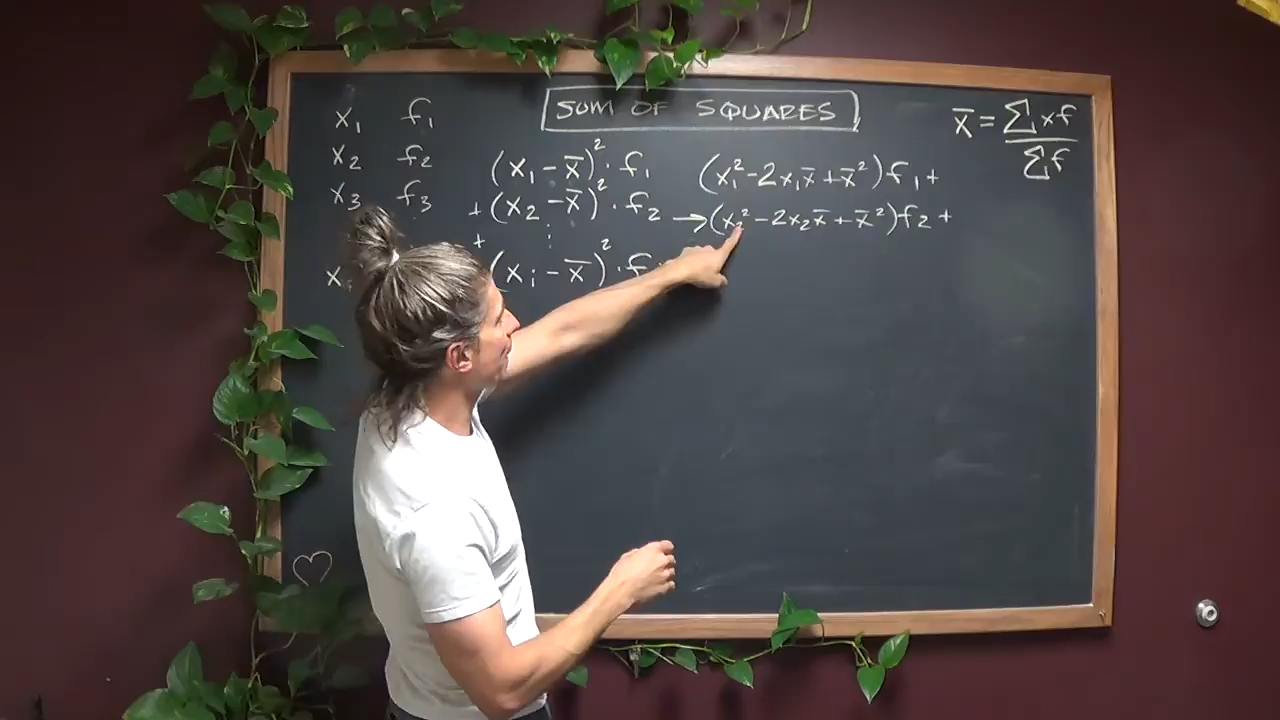 SUM OF SQUARES
x₁ f₁
x₂ f₂
x₃ f₃
xᵢ
(x₁ - x̄)² · f₁
+ (x₂ - x̄)² · f₂
+ ⋮
(xᵢ - x̄)² · f
(x₁² - 2x₁x̄ + x̄²)f₁ +
→ (x₂² - 2x₂x̄ + x̄²)f₂ +
x̄ = Σxf / Σf